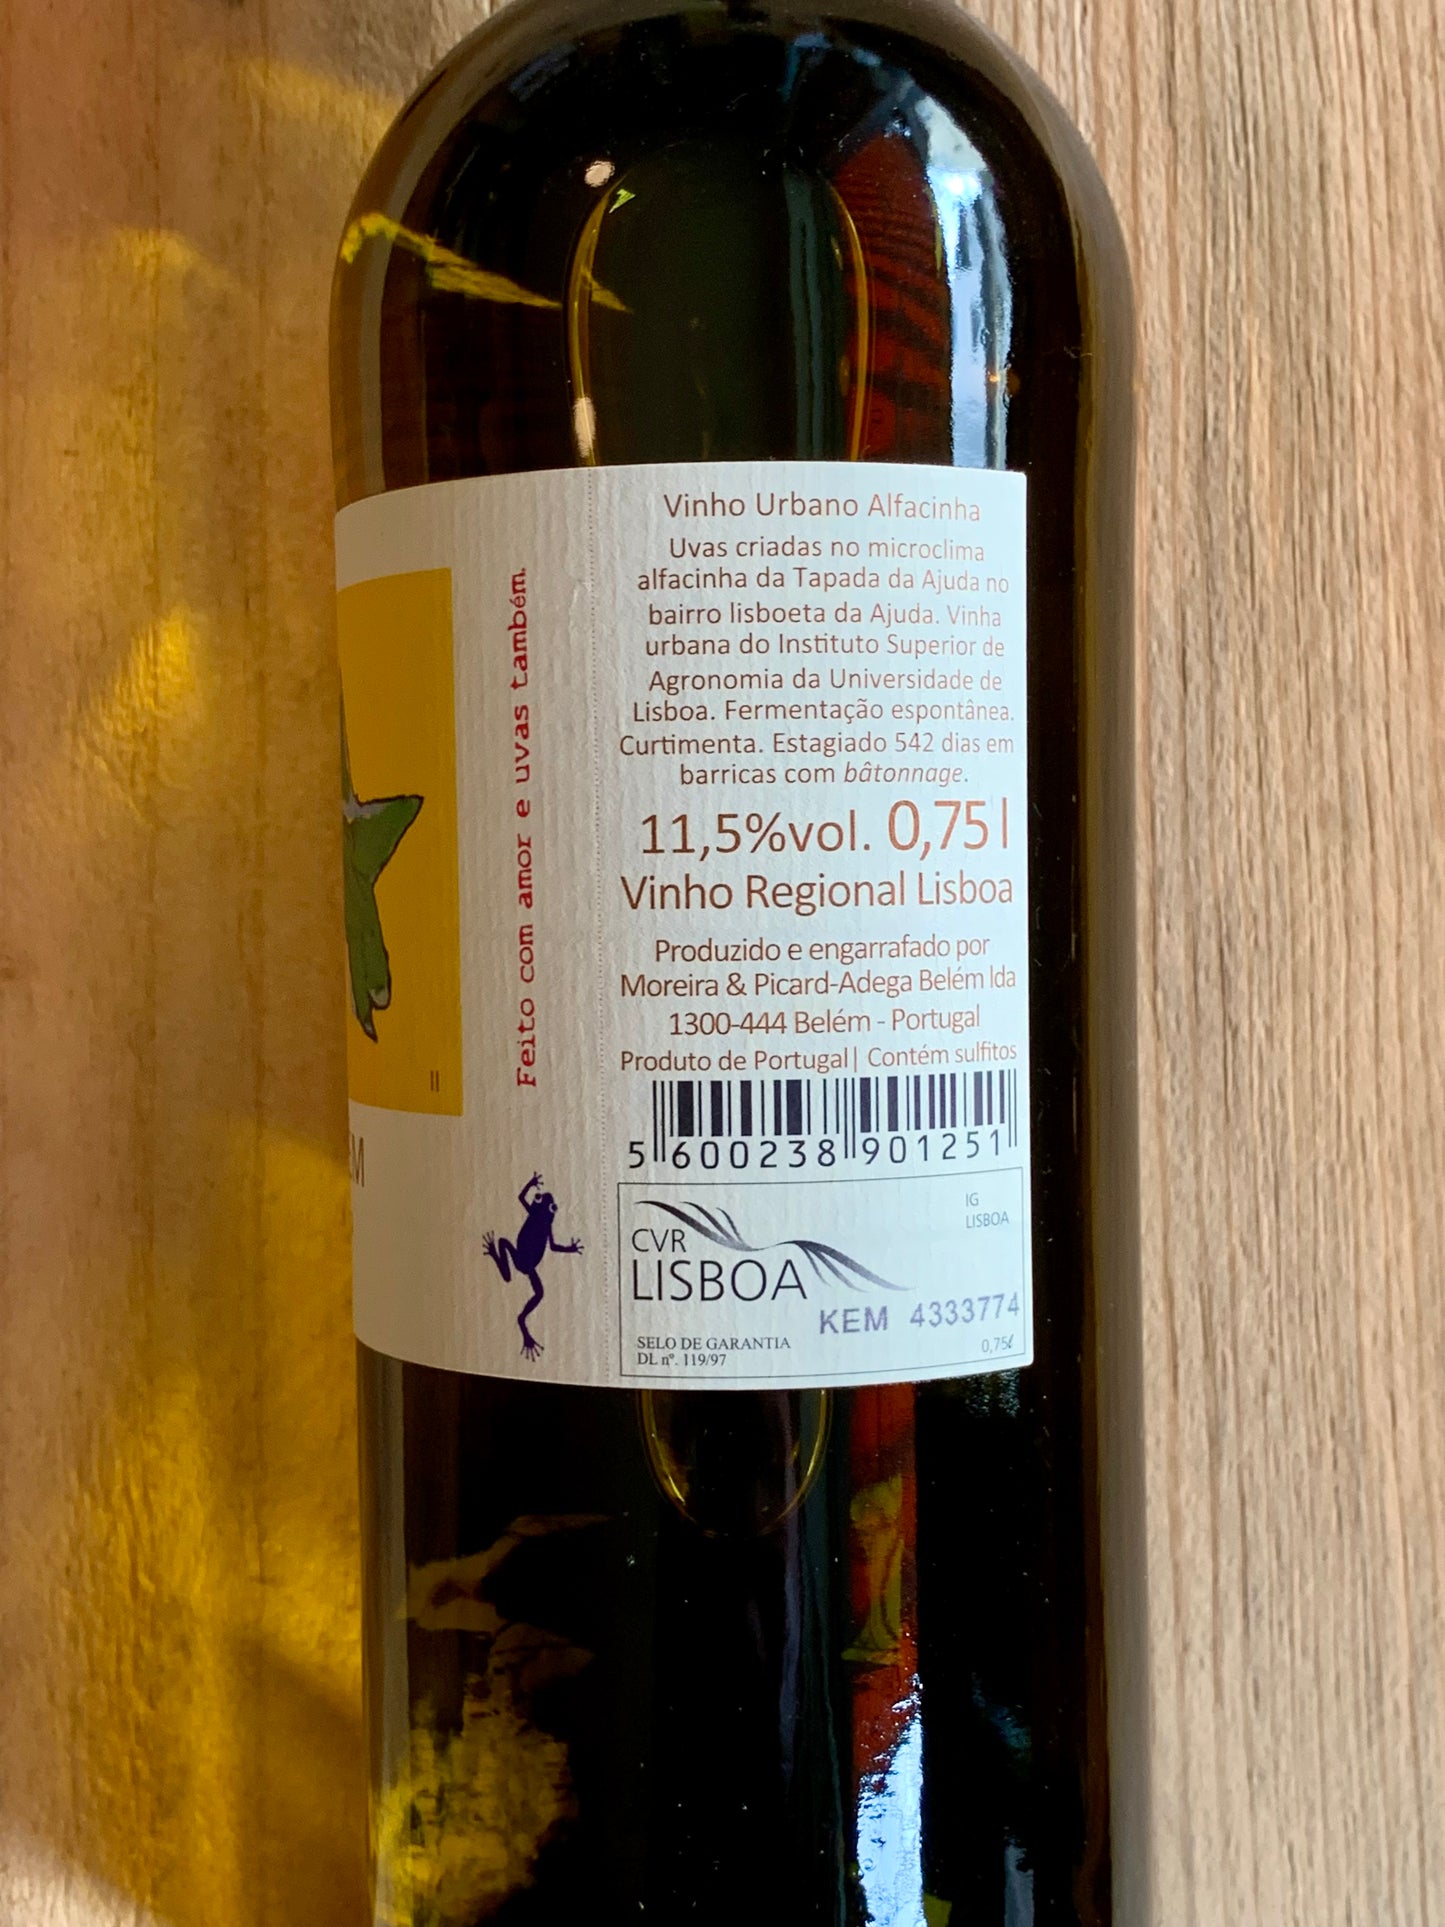 Feito com amor e uvas também.
Vinho Urbano Alfacinha
Uvas criadas no microclima
alfacinha da Tapada da Ajuda no
bairro lisboeta da Ajuda. Vinha
urbana do Instituto Superior de
Agronomia da Universidade de
Lisboa. Fermentação espontânea.
Curtimenta. Estagiado 542 dias em
barricas com bâtonnage.
11,5%vol. 0,75 l
Vinho Regional Lisboa
Produzido e engarrafado por
Moreira & Picard-Adega Belém lda
1300-444 Belém - Portugal
Produto de Portugal| Contém sulfitos
5 600238 901251
IG
LISBOA
CVR
LISBOA
KEM 4333774
SELO DE GARANTIA
DL nº. 119/97
0,75ℓ